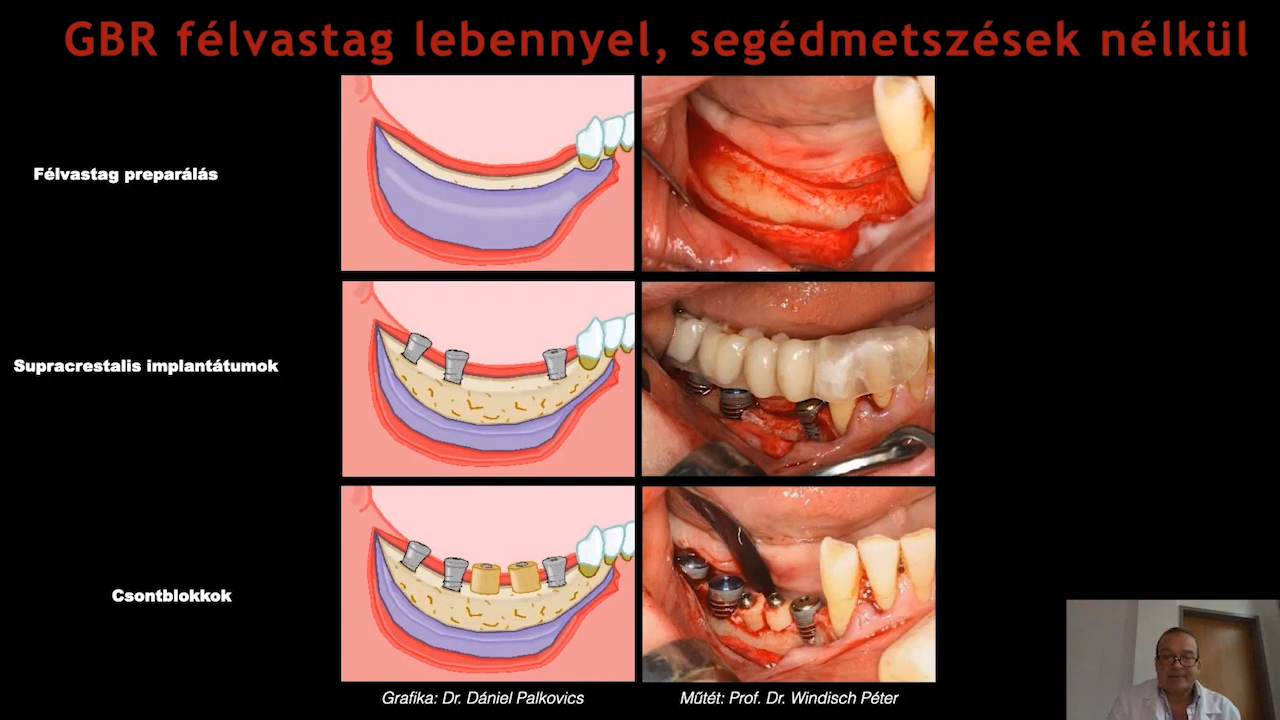 GBR félvastag lebennyel, segédmetszések nélkül
Félvastag preparálás
Supracrestalis implantátumok
Csontblokkok
Grafika: Dr. Dániel Palkovics
Műtét: Prof. Dr. Windisch Péter